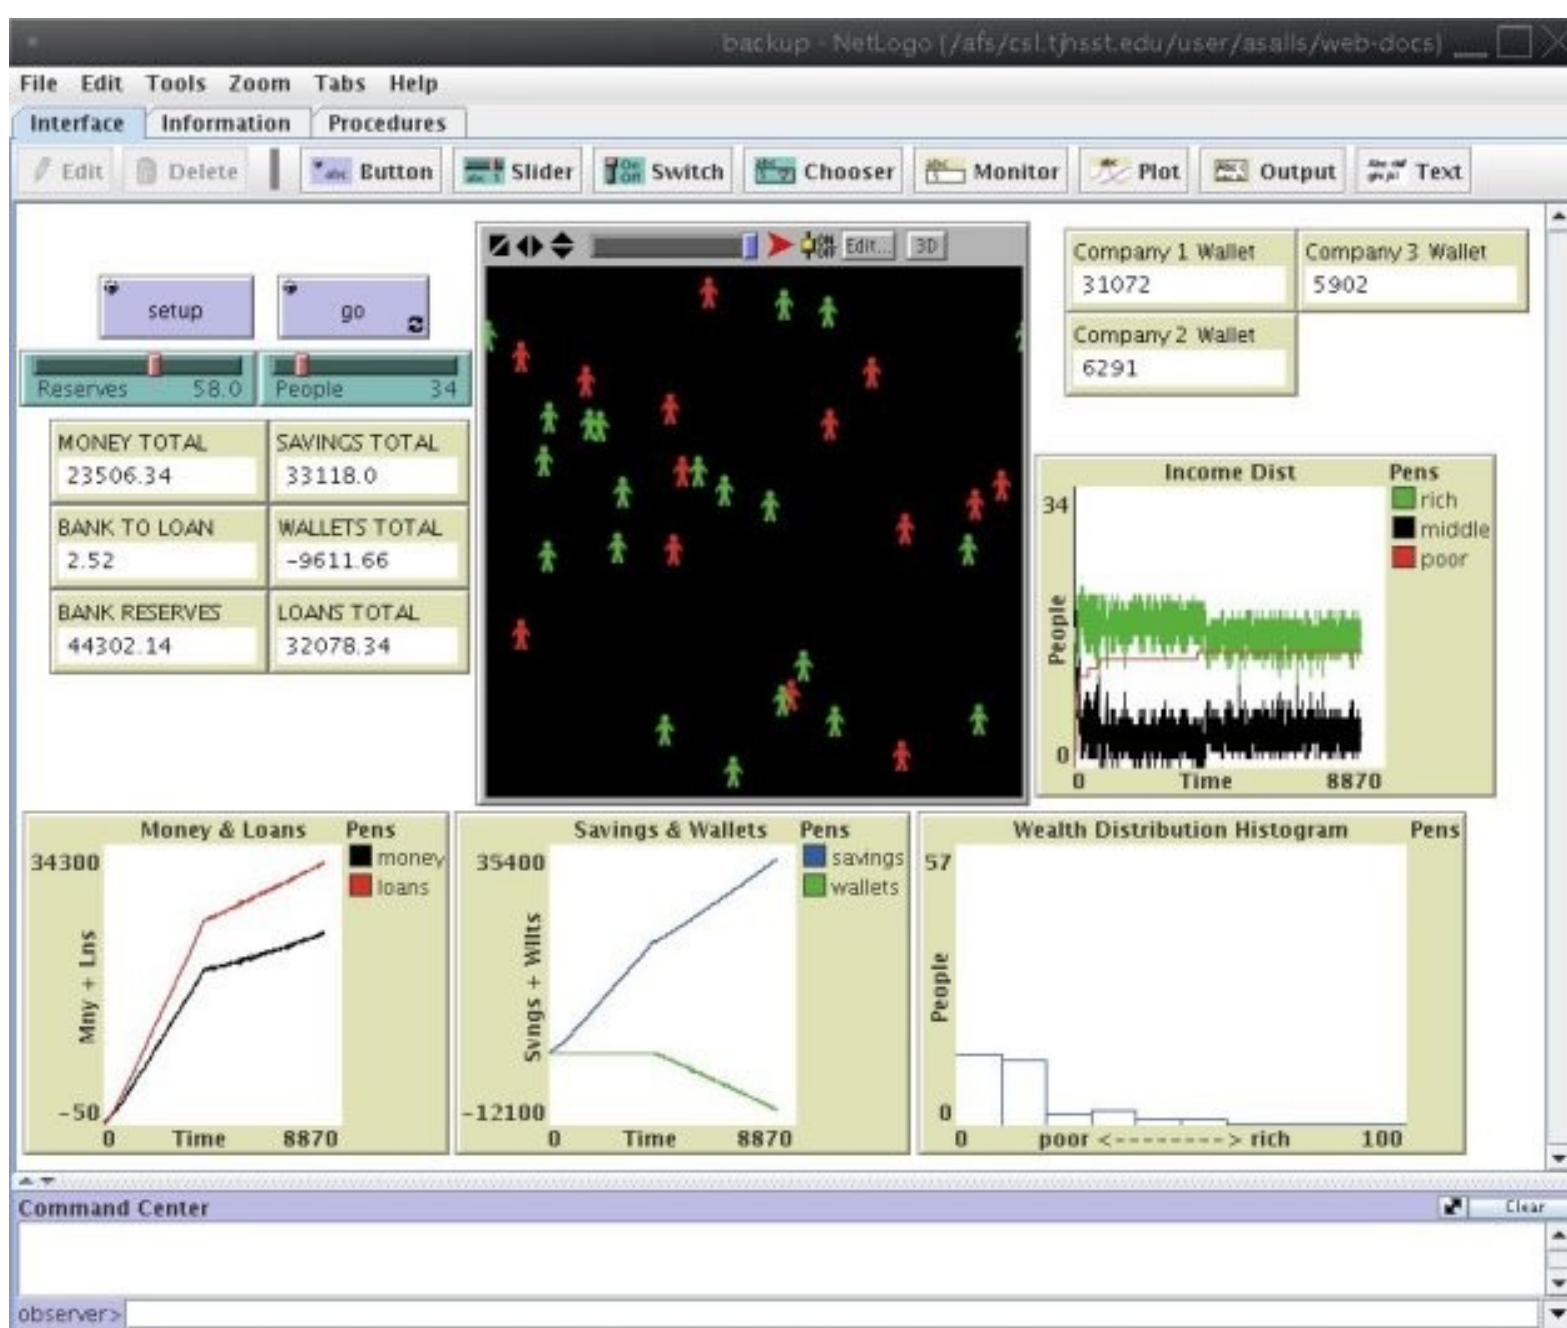 backup - NetLogo (/afs/csl.tjhsst.edu/user/asalls/web-docs)
File Edit Tools Zoom Tabs Help
Interface Information Procedures
Edit Delete Button Slider Switch Chooser Monitor Plot Output Text
setup go
Reserves 58.0 People 34
MONEY TOTAL SAVINGS TOTAL
23506.34 33118.0
BANK TO LOAN WALLETS TOTAL
2.52 -9611.66
BANK RESERVES LOANS TOTAL
44302.14 32078.34
ON
OFF
Edit... 3D
Company 1 Wallet Company 3 Wallet
31072 5902
Company 2 Wallet
6291
Income Dist Pens
34 rich
middle
poor
People
0
0 Time 8870
Money & Loans Pens
34300 money
loans
Mny + Lns
-50
0 Time 8870
Savings & Wallets Pens
35400 savings
wallets
Svngs + Wllts
-12100
0 Time 8870
Wealth Distribution Histogram Pens
57
People
0
0 poor <--------> rich 100
Command Center Clear
observer>